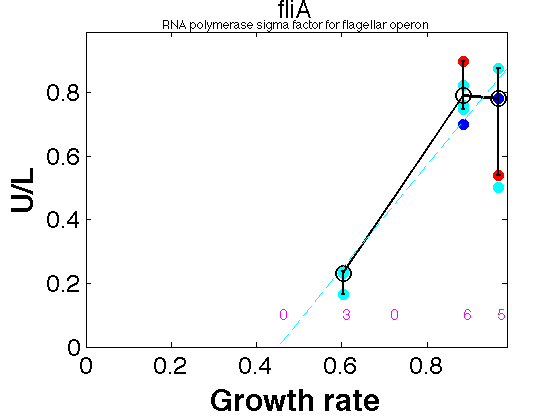 fliA
RNA polymerase sigma factor for flagellar operon
U/L
0.8
0.6
0.4
0.2
0
0 3 0 6 5
0 0.2 0.4 0.6 0.8
Growth rate